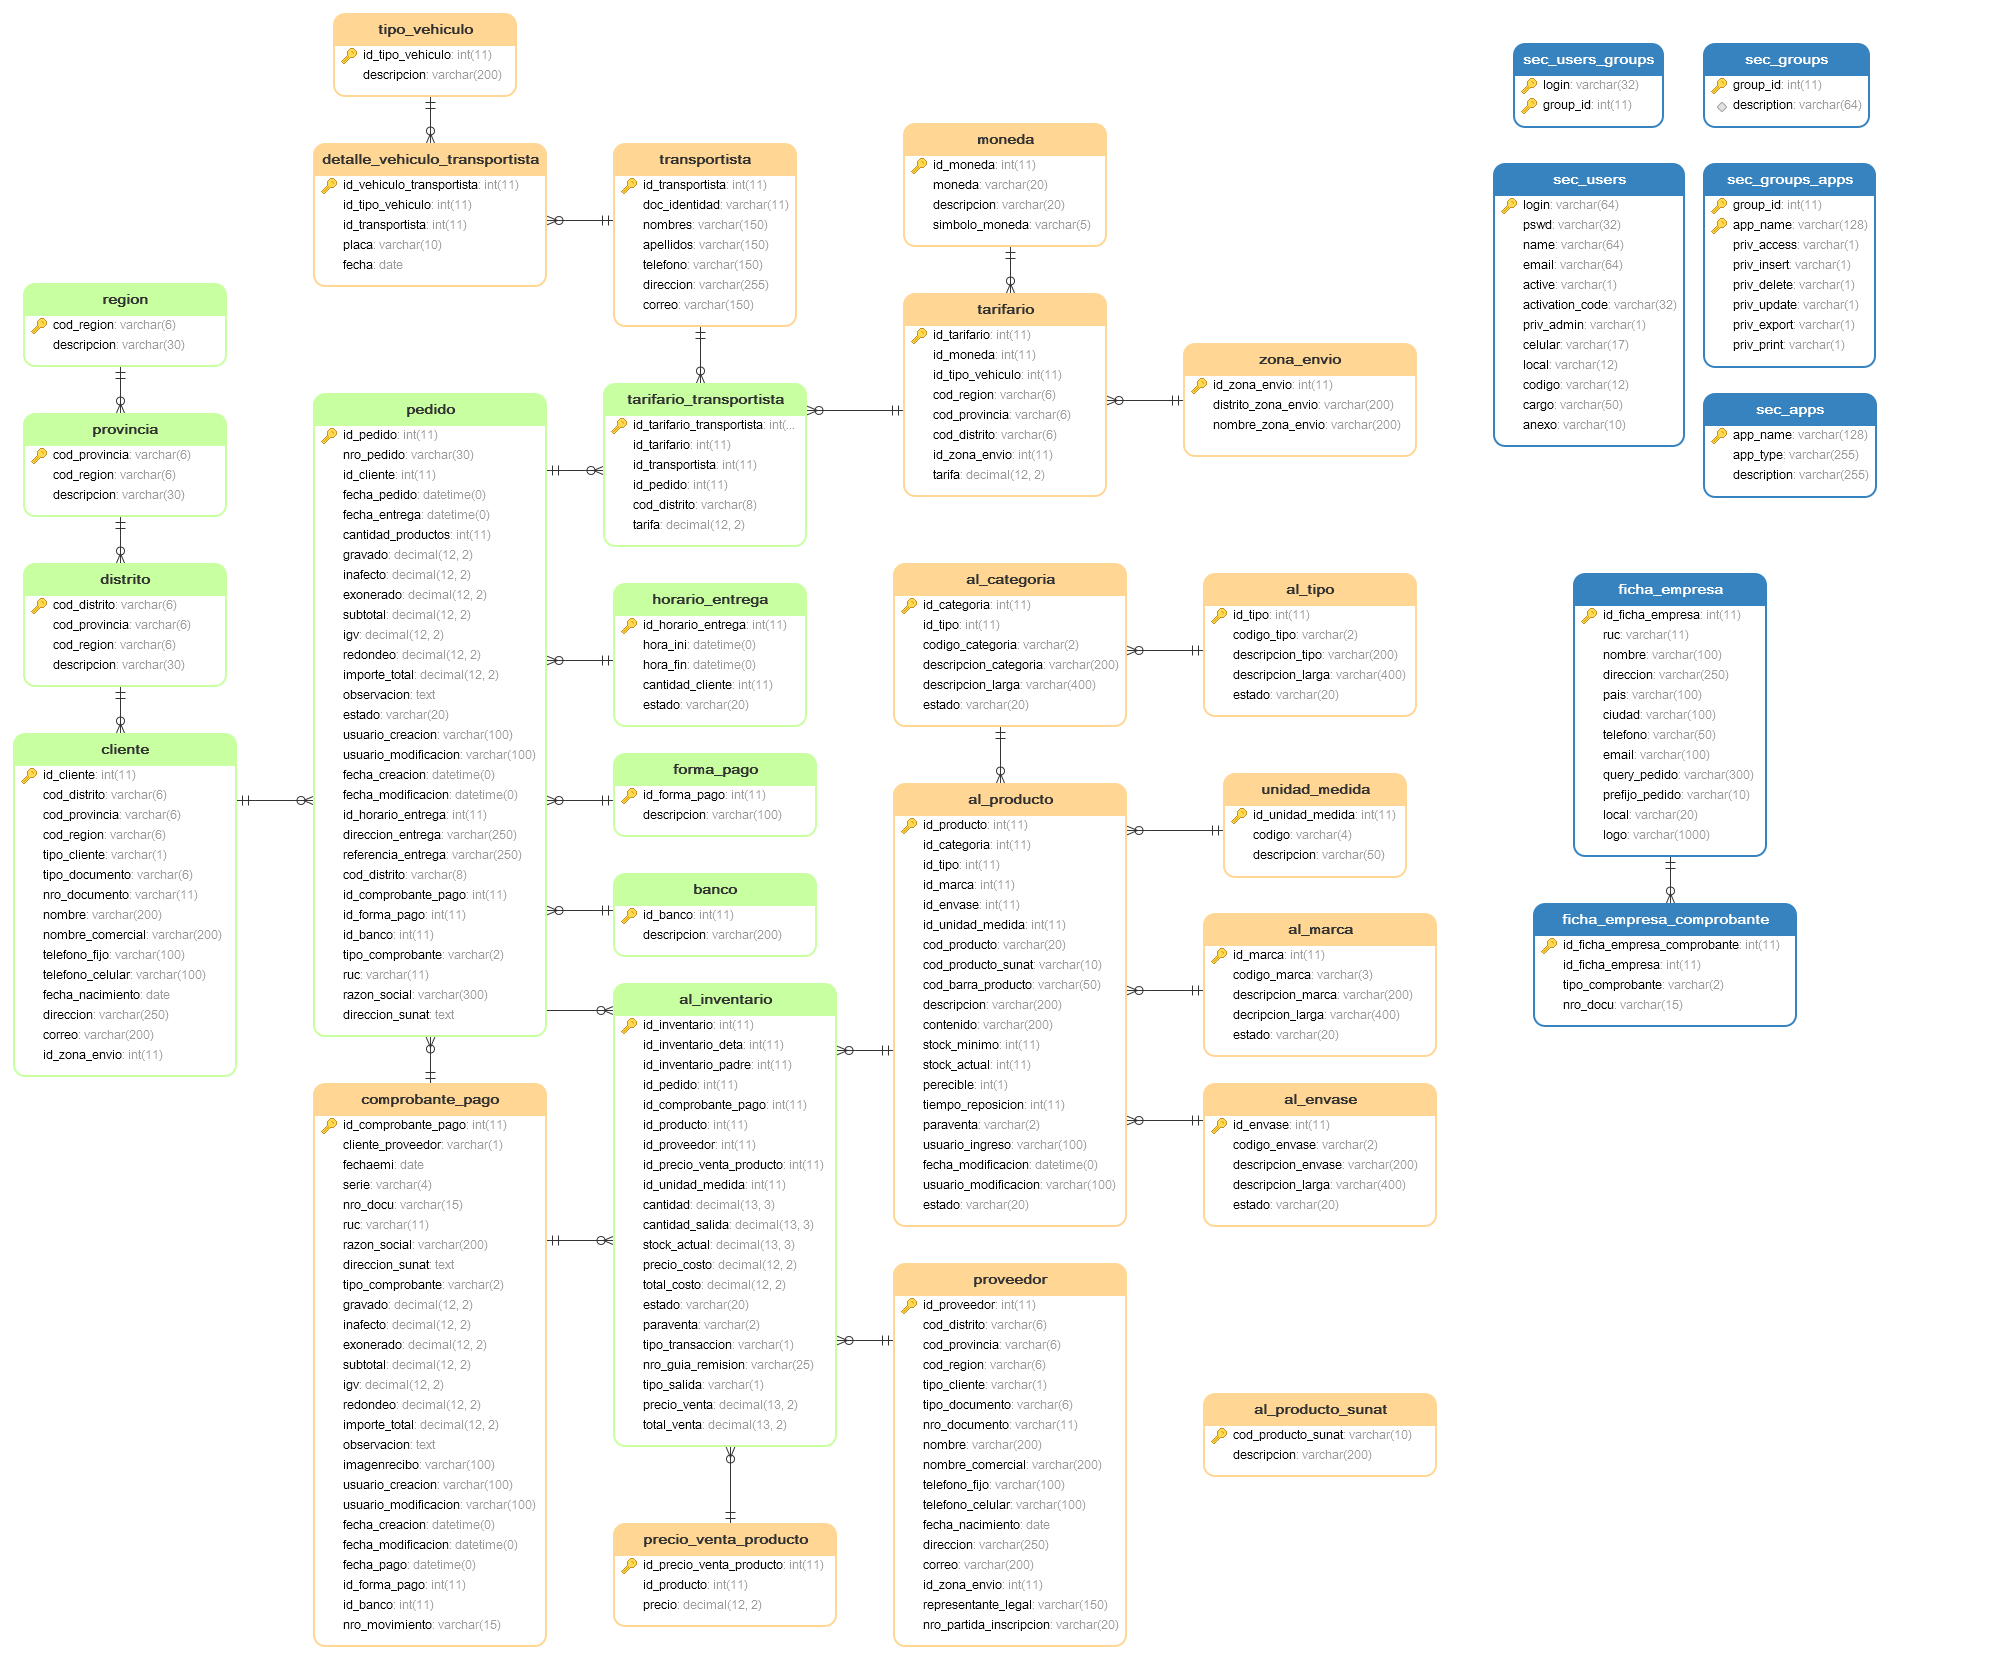 tipo_vehiculo
id_tipo_vehiculo: int(11)
descripcion: varchar(200)
detalle_vehiculo_transportista
id_vehiculo_transportista: int(11)
id_tipo_vehiculo: int(11)
id_transportista: int(11)
placa: varchar(10)
fecha: date
transportista
id_transportista: int(11)
doc_identidad: varchar(11)
nombres: varchar(150)
apellidos: varchar(150)
telefono: varchar(150)
direccion: varchar(255)
correo: varchar(150)
moneda
id_moneda: int(11)
moneda: varchar(20)
descripcion: varchar(20)
simbolo_moneda: varchar(5)
sec_users_groups
login: varchar(32)
group_id: int(11)
sec_groups
group_id: int(11)
description: varchar(64)
sec_users
login: varchar(64)
pswd: varchar(32)
name: varchar(64)
email: varchar(64)
active: varchar(1)
activation_code: varchar(32)
priv_admin: varchar(1)
celular: varchar(17)
local: varchar(12)
codigo: varchar(12)
cargo: varchar(50)
anexo: varchar(10)
sec_groups_apps
group_id: int(11)
app_name: varchar(128)
priv_access: varchar(1)
priv_insert: varchar(1)
priv_delete: varchar(1)
priv_update: varchar(1)
priv_export: varchar(1)
priv_print: varchar(1)
sec_apps
app_name: varchar(128)
app_type: varchar(255)
description: varchar(255)
region
cod_region: varchar(6)
descripcion: varchar(30)
provincia
cod_provincia: varchar(6)
cod_region: varchar(6)
descripcion: varchar(30)
distrito
cod_distrito: varchar(6)
cod_provincia: varchar(6)
cod_region: varchar(6)
descripcion: varchar(30)
cliente
id_cliente: int(11)
cod_distrito: varchar(6)
cod_provincia: varchar(6)
cod_region: varchar(6)
tipo_cliente: varchar(1)
tipo_documento: varchar(6)
nro_documento: varchar(11)
nombre: varchar(200)
nombre_comercial: varchar(200)
telefono_fijo: varchar(100)
telefono_celular: varchar(100)
fecha_nacimiento: date
direccion: varchar(250)
correo: varchar(200)
id_zona_envio: int(11)
pedido
id_pedido: int(11)
nro_pedido: varchar(30)
id_cliente: int(11)
fecha_pedido: datetime(0)
fecha_entrega: datetime(0)
cantidad_productos: int(11)
gravado: decimal(12, 2)
inafecto: decimal(12, 2)
exonerado: decimal(12, 2)
subtotal: decimal(12, 2)
igv: decimal(12, 2)
redondeo: decimal(12, 2)
importe_total: decimal(12, 2)
observacion: text
estado: varchar(20)
usuario_creacion: varchar(100)
usuario_modificacion: varchar(100)
fecha_creacion: datetime(0)
fecha_modificacion: datetime(0)
id_horario_entrega: int(11)
direccion_entrega: varchar(250)
referencia_entrega: varchar(250)
cod_distrito: varchar(8)
id_comprobante_pago: int(11)
id_forma_pago: int(11)
id_banco: int(11)
tipo_comprobante: varchar(2)
ruc: varchar(11)
razon_social: varchar(300)
direccion_sunat: text
tarifario_transportista
id_tarifario_transportista: int(...
id_tarifario: int(11)
id_transportista: int(11)
id_pedido: int(11)
cod_distrito: varchar(8)
tarifa: decimal(12, 2)
tarifario
id_tarifario: int(11)
id_moneda: int(11)
id_tipo_vehiculo: int(11)
cod_region: varchar(6)
cod_provincia: varchar(6)
cod_distrito: varchar(6)
id_zona_envio: int(11)
tarifa: decimal(12, 2)
zona_envio
id_zona_envio: int(11)
distrito_zona_envio: varchar(200)
nombre_zona_envio: varchar(200)
horario_entrega
id_horario_entrega: int(11)
hora_ini: datetime(0)
hora_fin: datetime(0)
cantidad_cliente: int(11)
estado: varchar(20)
forma_pago
id_forma_pago: int(11)
descripcion: varchar(100)
banco
id_banco: int(11)
descripcion: varchar(200)
al_inventario
id_inventario: int(11)
id_inventario_deta: int(11)
id_inventario_padre: int(11)
id_pedido: int(11)
id_comprobante_pago: int(11)
id_producto: int(11)
id_proveedor: int(11)
id_precio_venta_producto: int(11)
id_unidad_medida: int(11)
cantidad: decimal(13, 3)
cantidad_salida: decimal(13, 3)
stock_actual: decimal(13, 3)
precio_costo: decimal(12, 2)
total_costo: decimal(12, 2)
estado: varchar(20)
paraventa: varchar(2)
tipo_transaccion: varchar(1)
nro_guia_remision: varchar(25)
tipo_salida: varchar(1)
precio_venta: decimal(13, 2)
total_venta: decimal(13, 2)
al_categoria
id_categoria: int(11)
id_tipo: int(11)
codigo_categoria: varchar(2)
descripcion_categoria: varchar(200)
descripcion_larga: varchar(400)
estado: varchar(20)
al_tipo
id_tipo: int(11)
codigo_tipo: varchar(2)
descripcion_tipo: varchar(200)
descripcion_larga: varchar(400)
estado: varchar(20)
al_producto
id_producto: int(11)
id_categoria: int(11)
id_tipo: int(11)
id_marca: int(11)
id_envase: int(11)
id_unidad_medida: int(11)
cod_producto: varchar(20)
cod_producto_sunat: varchar(10)
cod_barra_producto: varchar(50)
descripcion: varchar(200)
contenido: varchar(200)
stock_minimo: int(11)
stock_actual: int(11)
perecible: int(1)
tiempo_reposicion: int(11)
paraventa: varchar(2)
usuario_ingreso: varchar(100)
fecha_modificacion: datetime(0)
usuario_modificacion: varchar(100)
estado: varchar(20)
unidad_medida
id_unidad_medida: int(11)
codigo: varchar(4)
descripcion: varchar(50)
al_marca
id_marca: int(11)
codigo_marca: varchar(3)
descripcion_marca: varchar(200)
decripcion_larga: varchar(400)
estado: varchar(20)
al_envase
id_envase: int(11)
codigo_envase: varchar(2)
descripcion_envase: varchar(200)
descripcion_larga: varchar(400)
estado: varchar(20)
ficha_empresa
id_ficha_empresa: int(11)
ruc: varchar(11)
nombre: varchar(100)
direccion: varchar(250)
pais: varchar(100)
ciudad: varchar(100)
telefono: varchar(50)
email: varchar(100)
query_pedido: varchar(300)
prefijo_pedido: varchar(10)
local: varchar(20)
logo: varchar(1000)
ficha_empresa_comprobante
id_ficha_empresa_comprobante: int(11)
id_ficha_empresa: int(11)
tipo_comprobante: varchar(2)
nro_docu: varchar(15)
comprobante_pago
id_comprobante_pago: int(11)
cliente_proveedor: varchar(1)
fechaemi: date
serie: varchar(4)
nro_docu: varchar(15)
ruc: varchar(11)
razon_social: varchar(200)
direccion_sunat: text
tipo_comprobante: varchar(2)
gravado: decimal(12, 2)
inafecto: decimal(12, 2)
exonerado: decimal(12, 2)
subtotal: decimal(12, 2)
igv: decimal(12, 2)
redondeo: decimal(12, 2)
importe_total: decimal(12, 2)
observacion: text
imagenrecibo: varchar(100)
usuario_creacion: varchar(100)
usuario_modificacion: varchar(100)
fecha_creacion: datetime(0)
fecha_modificacion: datetime(0)
fecha_pago: datetime(0)
id_forma_pago: int(11)
id_banco: int(11)
nro_movimiento: varchar(15)
precio_venta_producto
id_precio_venta_producto: int(11)
id_producto: int(11)
precio: decimal(12, 2)
proveedor
id_proveedor: int(11)
cod_distrito: varchar(6)
cod_provincia: varchar(6)
cod_region: varchar(6)
tipo_cliente: varchar(1)
tipo_documento: varchar(6)
nro_documento: varchar(11)
nombre: varchar(200)
nombre_comercial: varchar(200)
telefono_fijo: varchar(100)
telefono_celular: varchar(100)
fecha_nacimiento: date
direccion: varchar(250)
correo: varchar(200)
id_zona_envio: int(11)
representante_legal: varchar(150)
nro_partida_inscripcion: varchar(20)
al_producto_sunat
cod_producto_sunat: varchar(10)
descripcion: varchar(200)